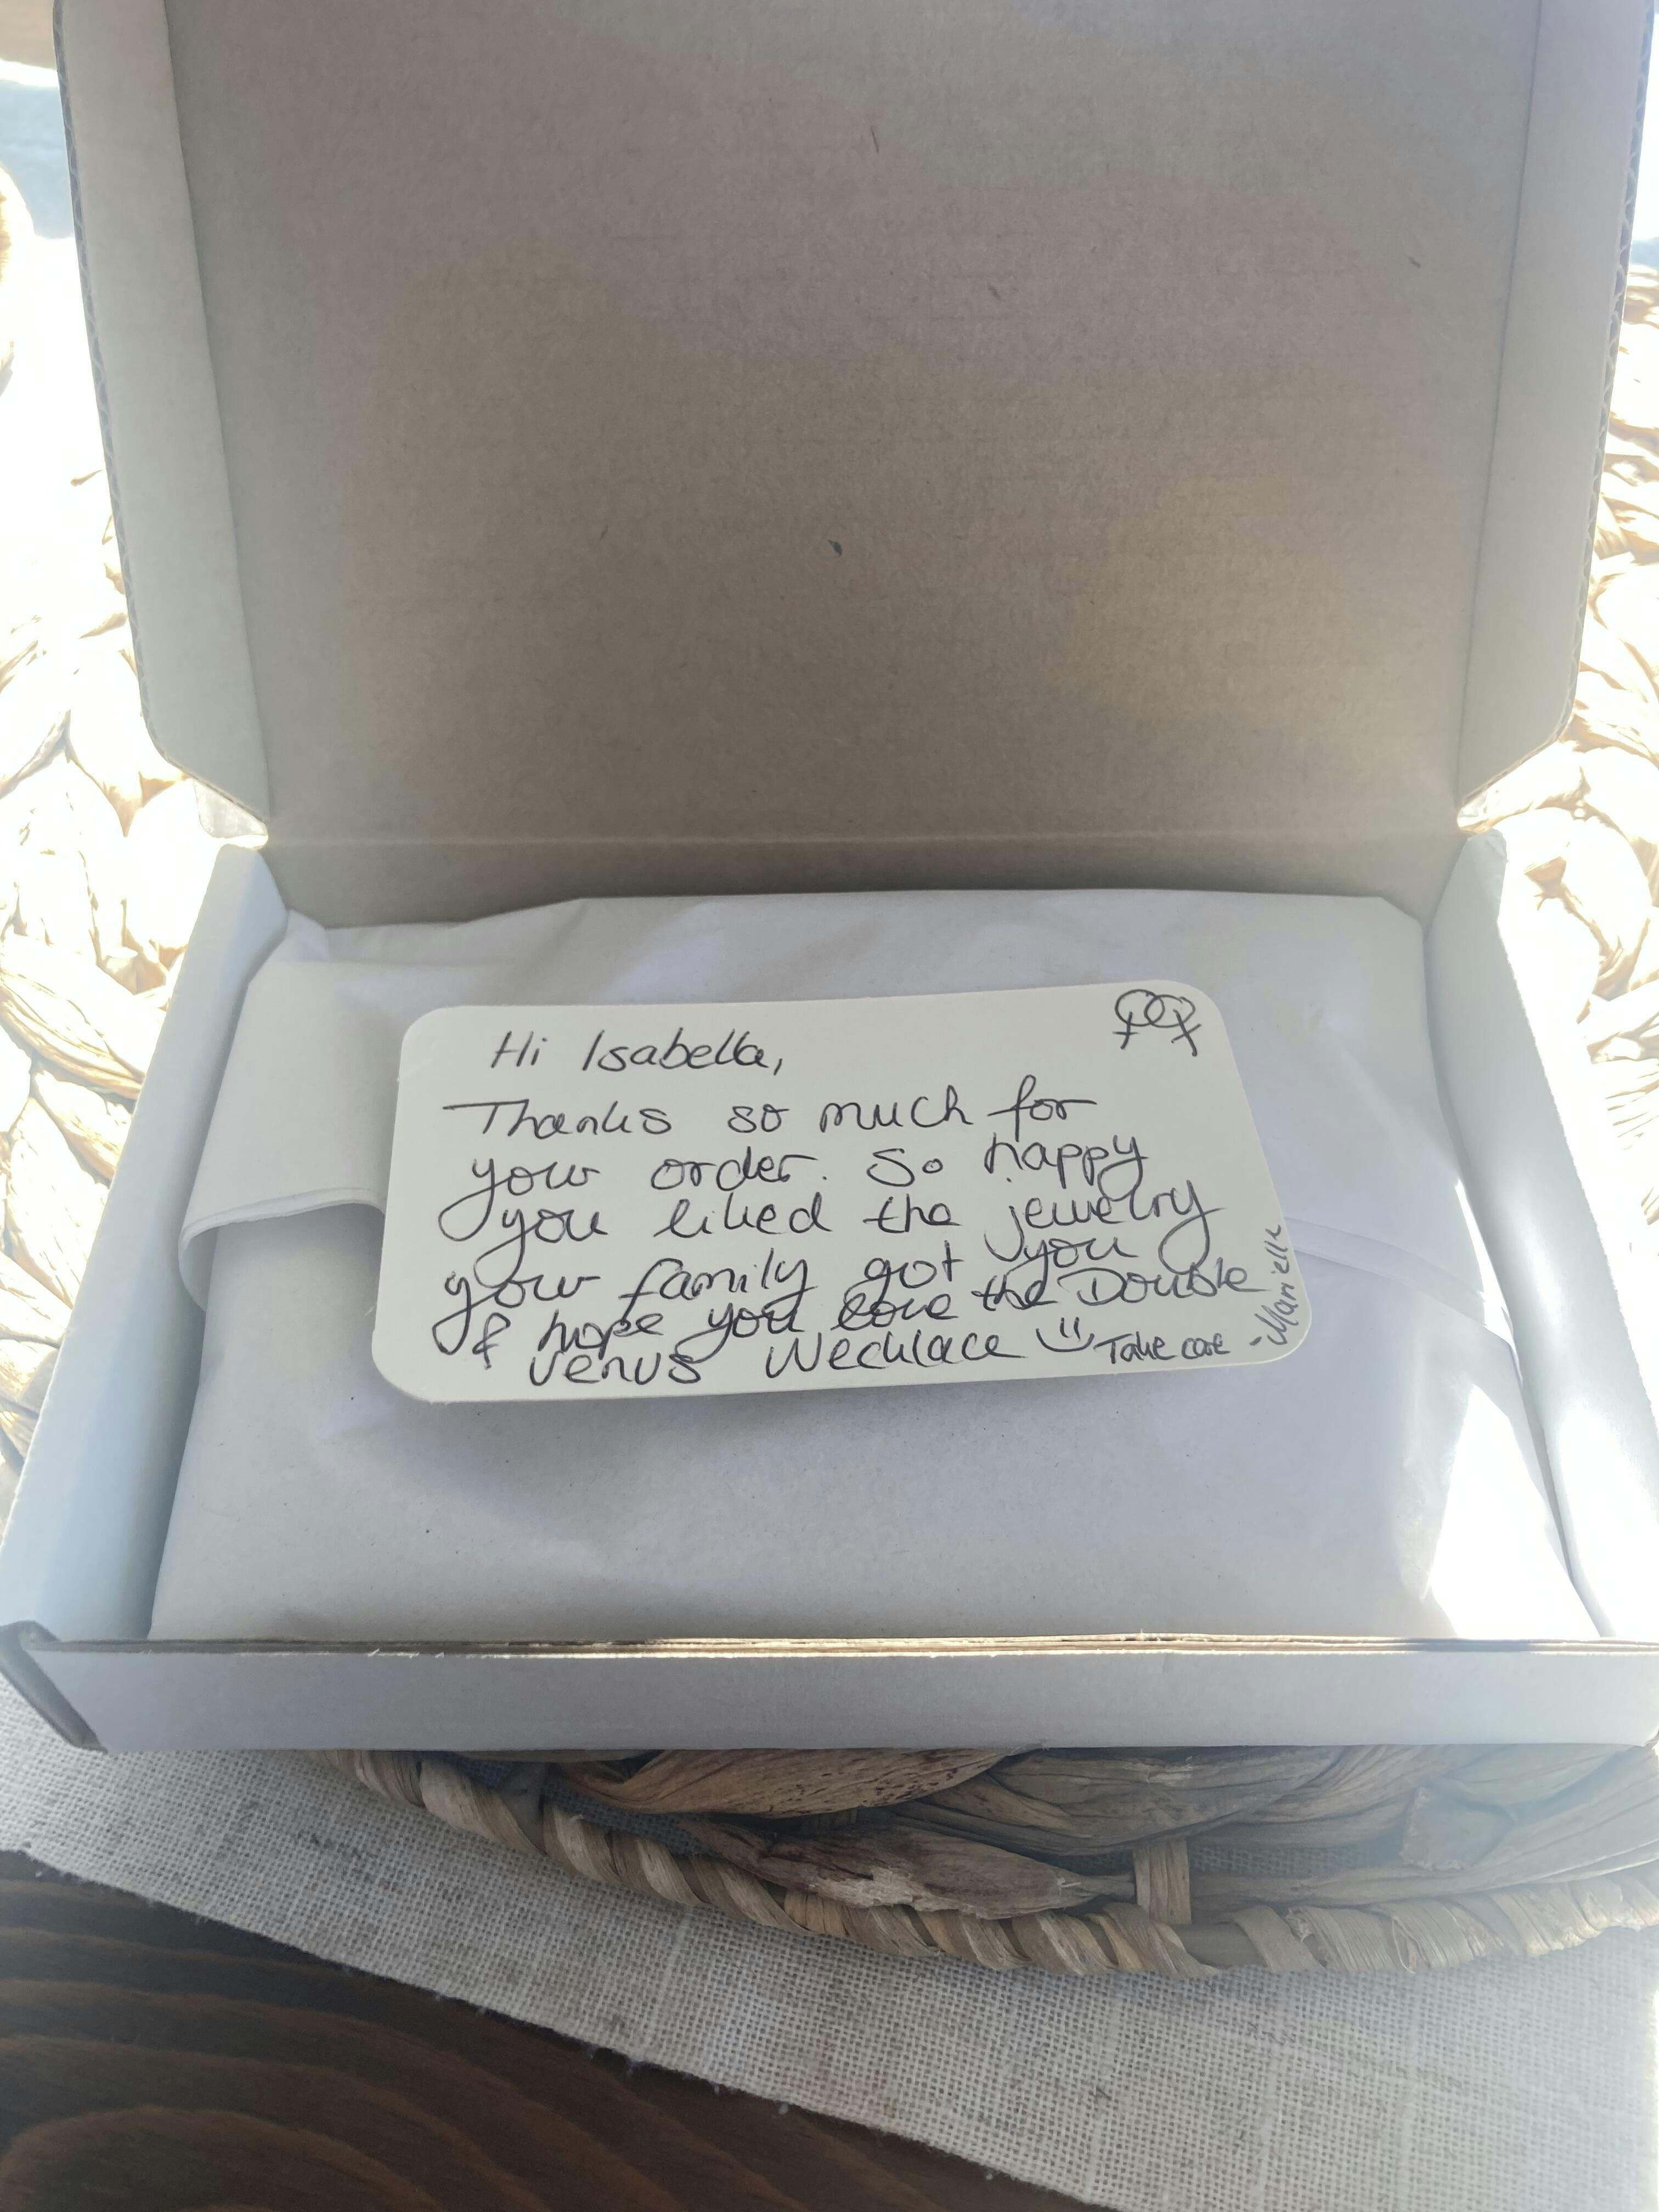 Hi Isabella,
Thanks so much for
your order. So happy
you liked the jewelry
your family got you
& hope you love the Double
Venus Necklace Take care
-Marielle